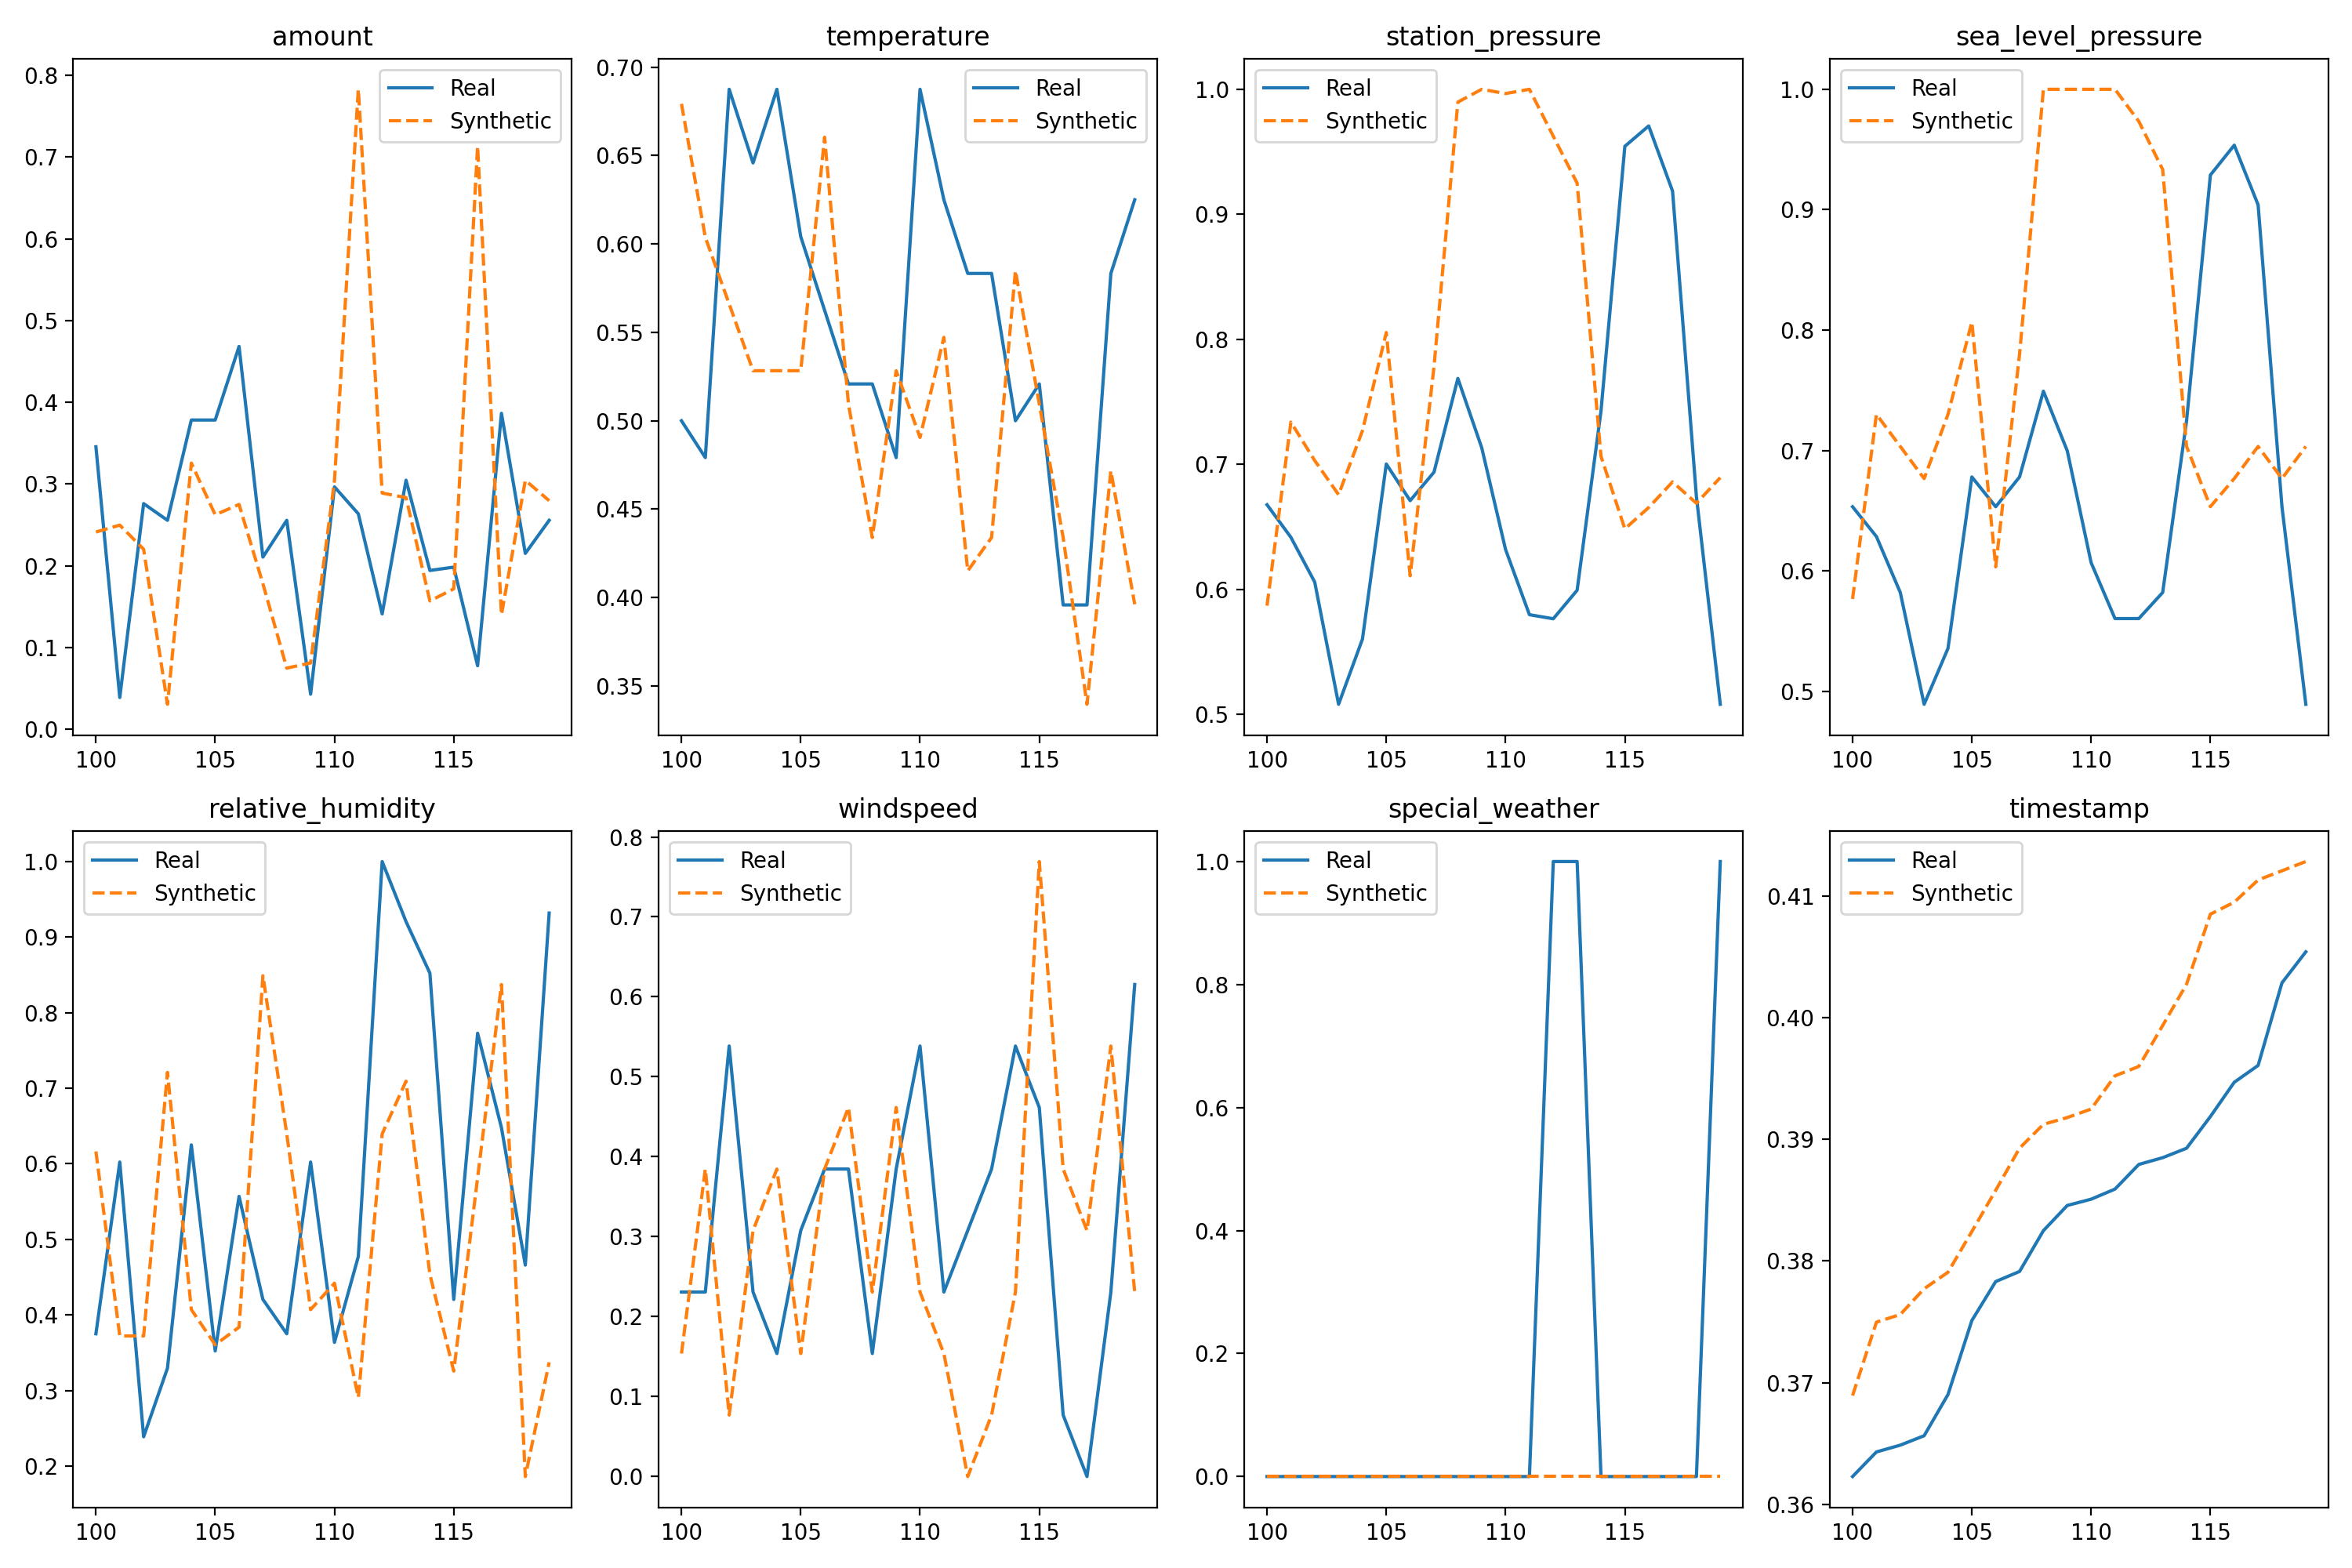 amount
0.8
0.7
0.6
0.5
0.4
0.3
0.2
0.1
0.0
100 105 110 115
Real
Synthetic
temperature
0.70
0.65
0.60
0.55
0.50
0.45
0.40
0.35
100 105 110 115
Real
Synthetic
station_pressure
1.0
0.9
0.8
0.7
0.6
0.5
100 105 110 115
Real
Synthetic
sea_level_pressure
1.0
0.9
0.8
0.7
0.6
0.5
100 105 110 115
Real
Synthetic
relative_humidity
1.0
0.9
0.8
0.7
0.6
0.5
0.4
0.3
0.2
100 105 110 115
Real
Synthetic
windspeed
0.8
0.7
0.6
0.5
0.4
0.3
0.2
0.1
0.0
100 105 110 115
Real
Synthetic
special_weather
1.0
0.8
0.6
0.4
0.2
0.0
100 105 110 115
Real
Synthetic
timestamp
0.41
0.40
0.39
0.38
0.37
0.36
100 105 110 115
Real
Synthetic